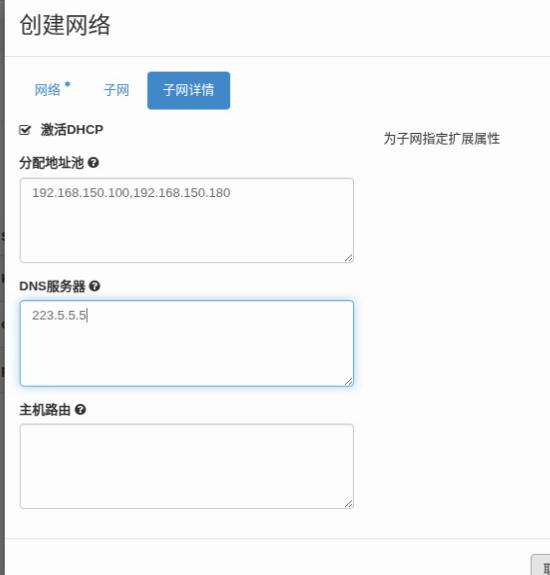 创建网络
网络 * 子网 子网详情
激活DHCP
为子网指定扩展属性
分配地址池
192.168.150.100,192.168.150.180
DNS服务器
223.5.5.5
主机路由